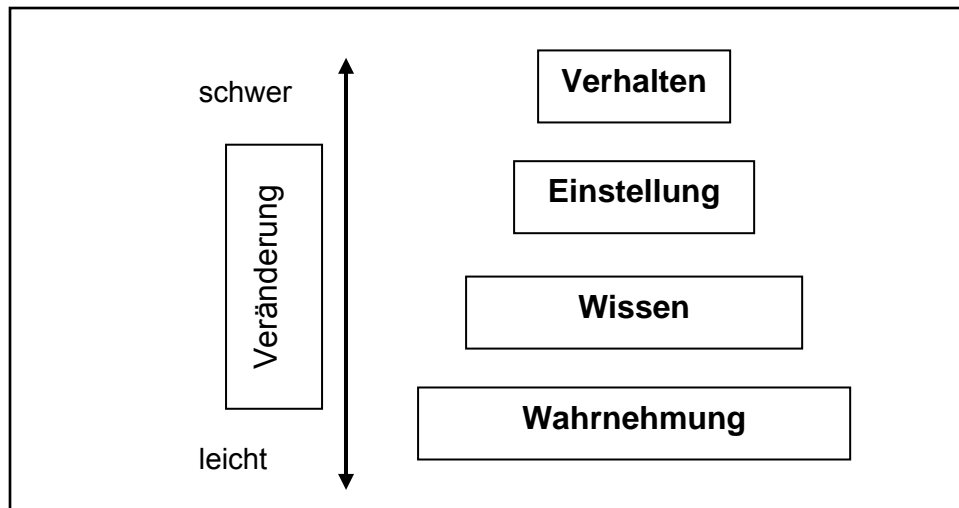 schwer
Verhalten
Einstellung
Veränderung
Wissen
Wahrnehmung
leicht